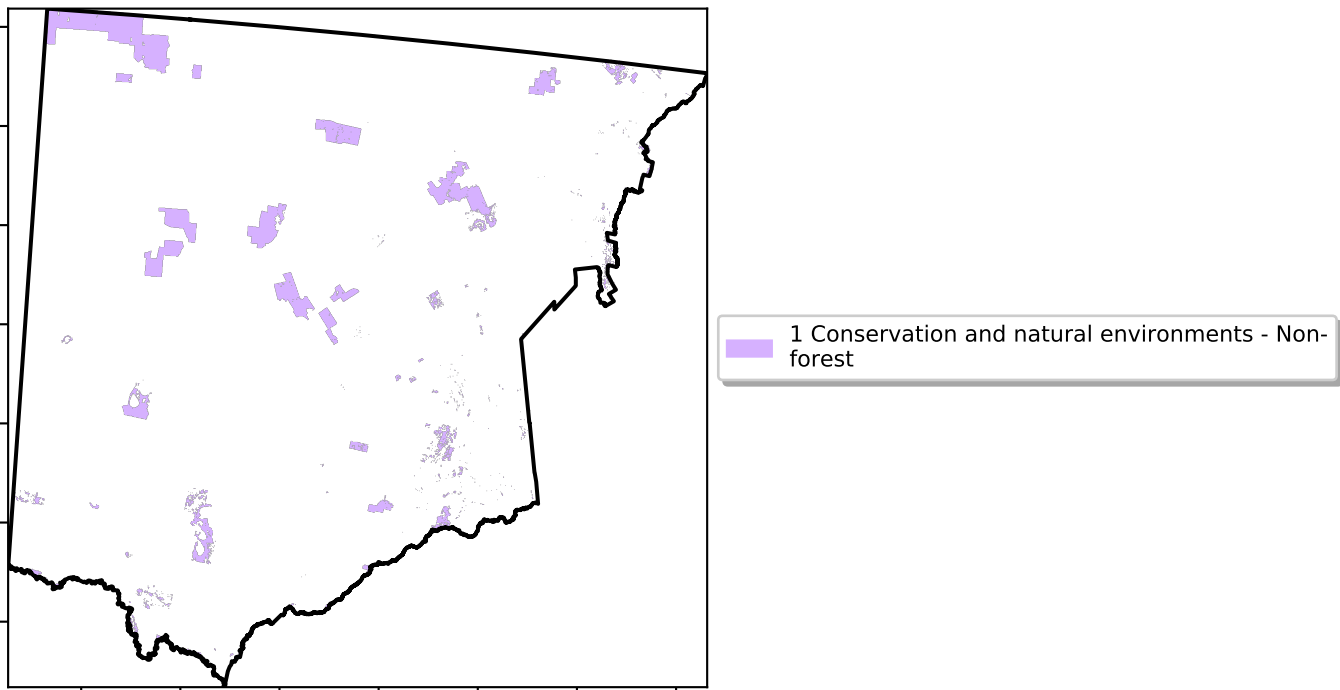 1 Conservation and natural environments - Non-
forest